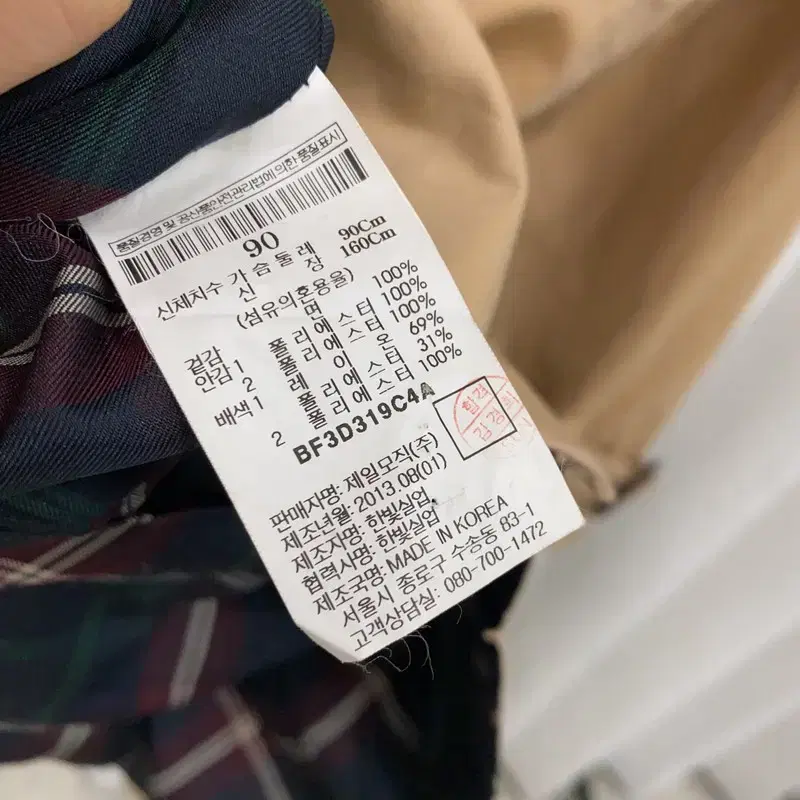 품질경영 및 공산품안전관리법에 의한 품질표시
90
신체치수 가슴둘레 90Cm
신 장 160Cm
(섬유의혼용율)
겉감 면 100%
안감 1 폴리에스터 100%
2 폴리에스터 100%
배색 1 레이온 69%
폴리에스터 31%
2 폴리에스터 100%
BF3D319C4A
합격
판매자명: 제일모직(주)
제조년월: 2013.08(01)
제조자명: 한빛실업,
협력사명: 한빛실업
제조국명: MADE IN KOREA
서울시 종로구 수송동 83-1
고객상담실: 080-700-1472